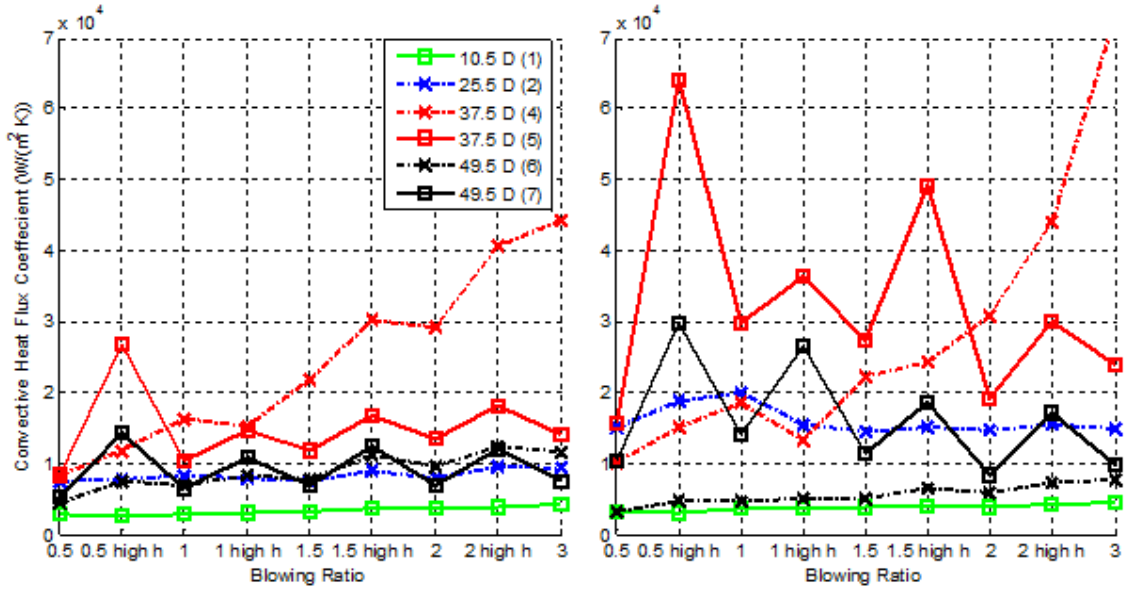 x 10^4
7
6
5
4
3
2
1
0
Convective Heat Flux Coeffecient (W/(m^2 K))
10.5 D (1)
25.5 D (2)
37.5 D (4)
37.5 D (5)
49.5 D (6)
49.5 D (7)
0.5 0.5 high h 1 1 high h 1.5 1.5 high h 2 2 high h 3
Blowing Ratio
x 10^4
7
6
5
4
3
2
1
0
0.5 0.5 high h 1 1 high h 1.5 1.5 high h 2 2 high h 3
Blowing Ratio